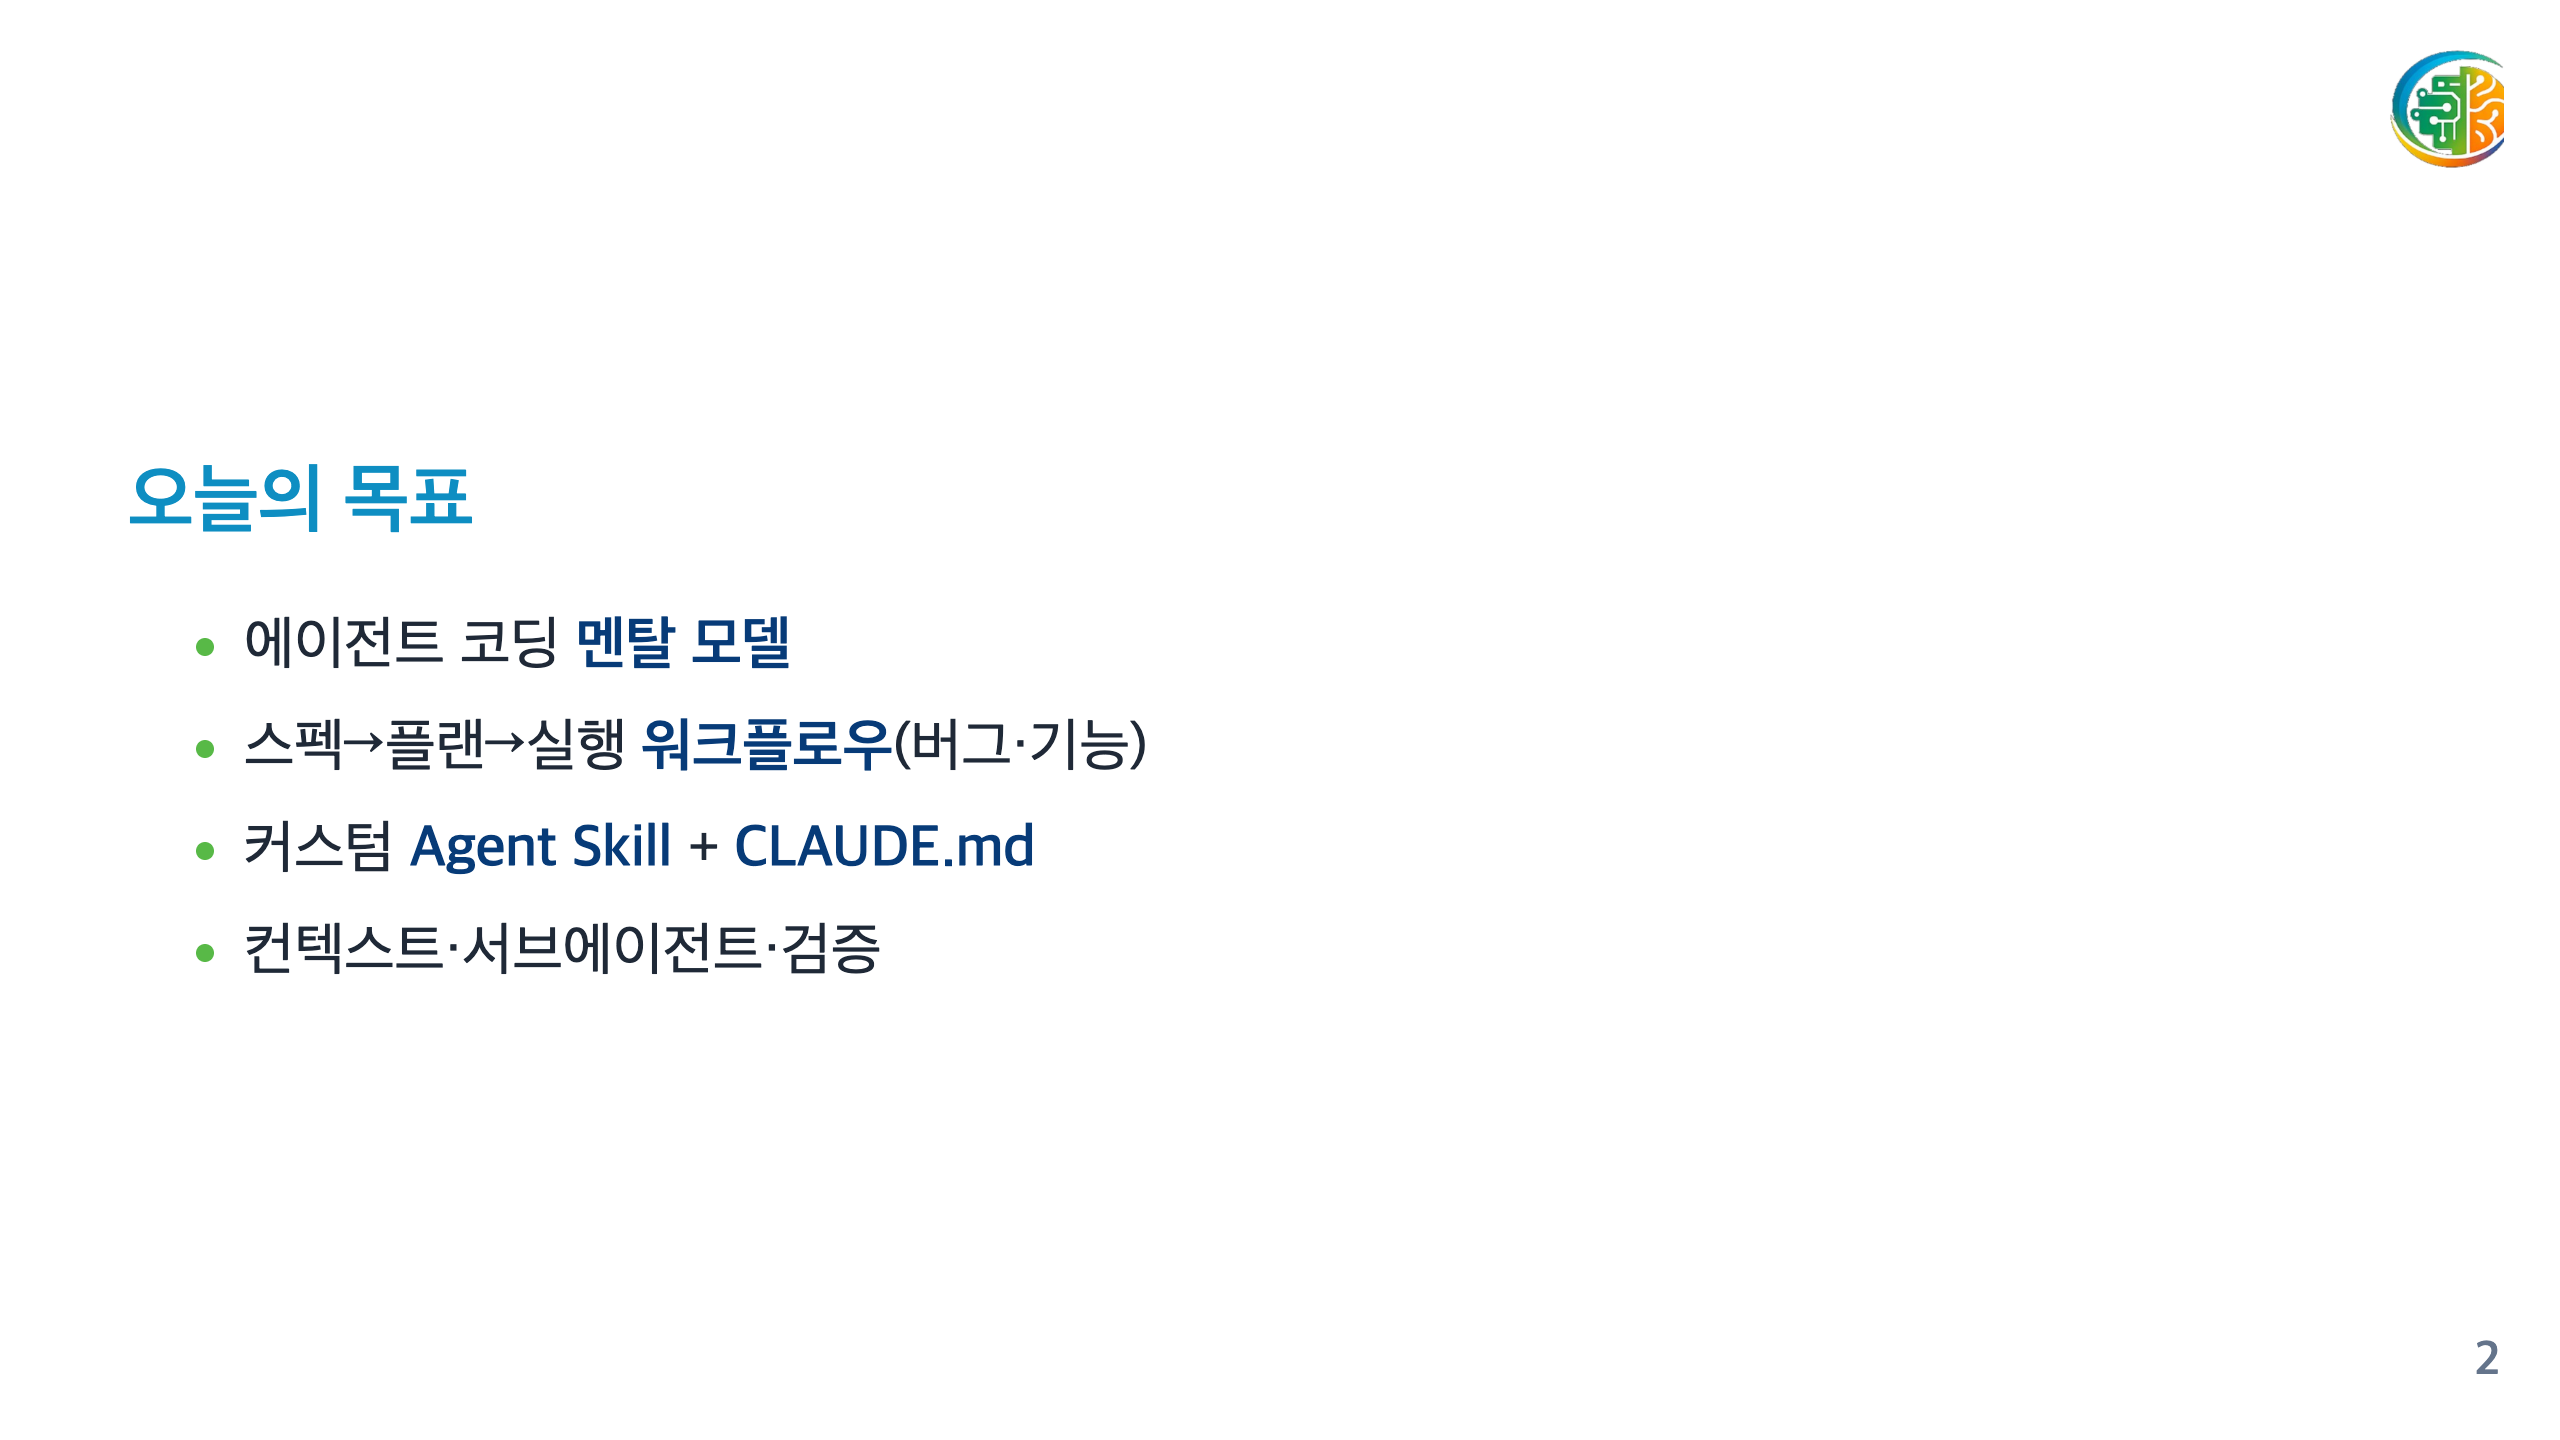 오늘의 목표
• 에이전트 코딩 멘탈 모델
• 스펙→플랜→실행 워크플로우(버그·기능)
• 커스텀 Agent Skill + CLAUDE.md
• 컨텍스트·서브에이전트·검증
2